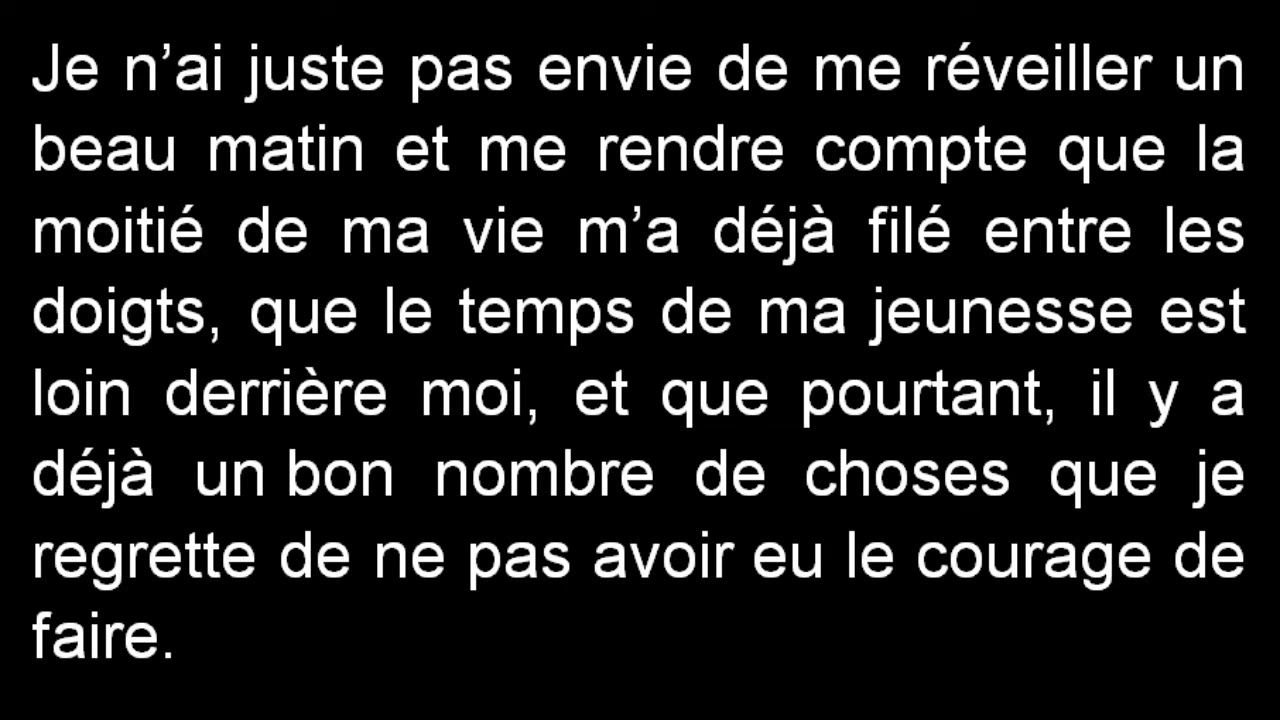 Je n’ai juste pas envie de me réveiller un
beau matin et me rendre compte que la
moitié de ma vie m’a déjà filé entre les
doigts, que le temps de ma jeunesse est
loin derrière moi, et que pourtant, il y a
déjà un bon nombre de choses que je
regrette de ne pas avoir eu le courage de
faire.